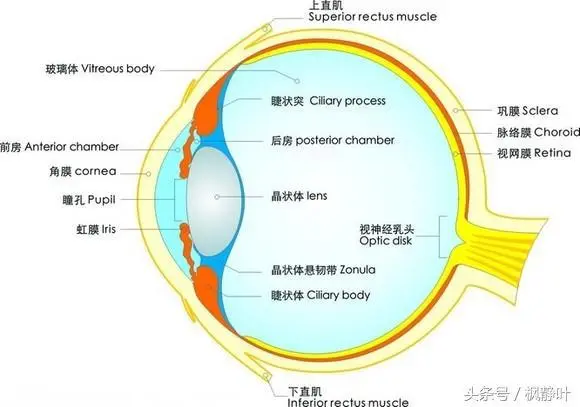 上直肌
Superior rectus muscle
玻璃体 Vitreous body
睫状突 Ciliary process
巩膜 Sclera
脉络膜 Choroid
视网膜 Retina
前房 Anterior chamber
后房 posterior chamber
角膜 cornea
瞳孔 Pupil
晶状体 lens
虹膜 Iris
视神经乳头
Optic disk
晶状体悬韧带 Zonula
睫状体 Ciliary body
下直肌
Inferior rectus muscle
头条号 / 枫静叶